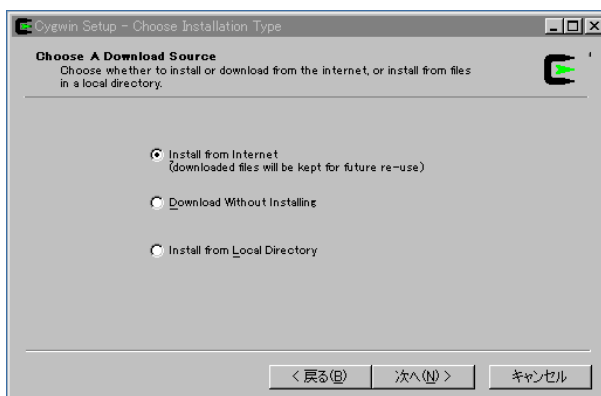 Cygwin Setup - Choose Installation Type
Choose A Download Source
Choose whether to install or download from the internet, or install from files
in a local directory.
Install from Internet
(downloaded files will be kept for future re-use)
Download Without Installing
Install from Local Directory
< 戻る(B)
次へ(N) >
キャンセル